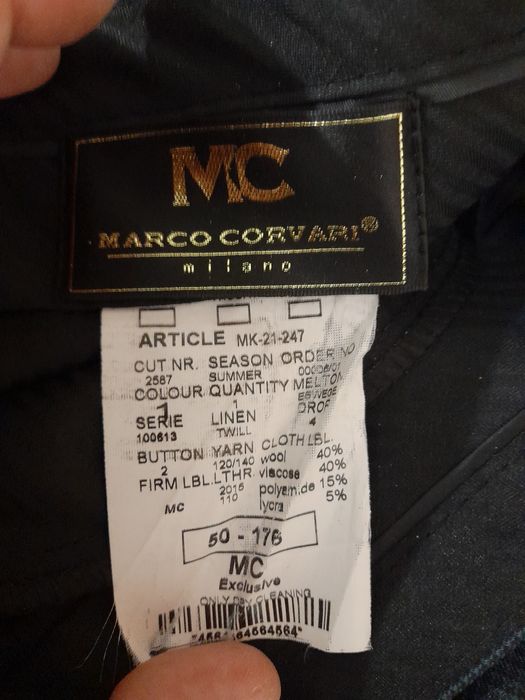 MC
MARCO CORVARI®
milano
ARTICLE MK-21-247
CUT NR. SEASON ORDER NO
2587 SUMMER
COLOUR QUANTITY MELTON
1 1
SERIE LINEN DROP
100613 TWILL 4
BUTTON YARN CLOTH LBL.
2 120/140 wool 40%
FIRM LBL. LTHR viscose 40%
2015 polyamide 15%
MC 110 lycra 5%
50 - 176
MC
Exclusive
ONLY DRY CLEANING